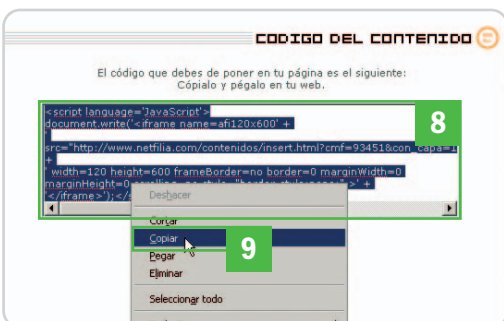 CODIGO DEL CONTENIDO
El código que debes de poner en tu página es el siguiente:
Cópialo y pégalo en tu web.
<script language='JavaScript'>
document.write('<iframe name=afi120x600' +
'
src="http://www.netfilia.com/contenidos/insert.html?cmf=93451&con_capa=1
+
' width=120 height=600 frameBorder=no border=0 marginWidth=0
marginHeight=0 +
'</iframe>');</s
8
Deshacer
Cortar
Copiar
9
Pegar
Eliminar
Seleccionar todo